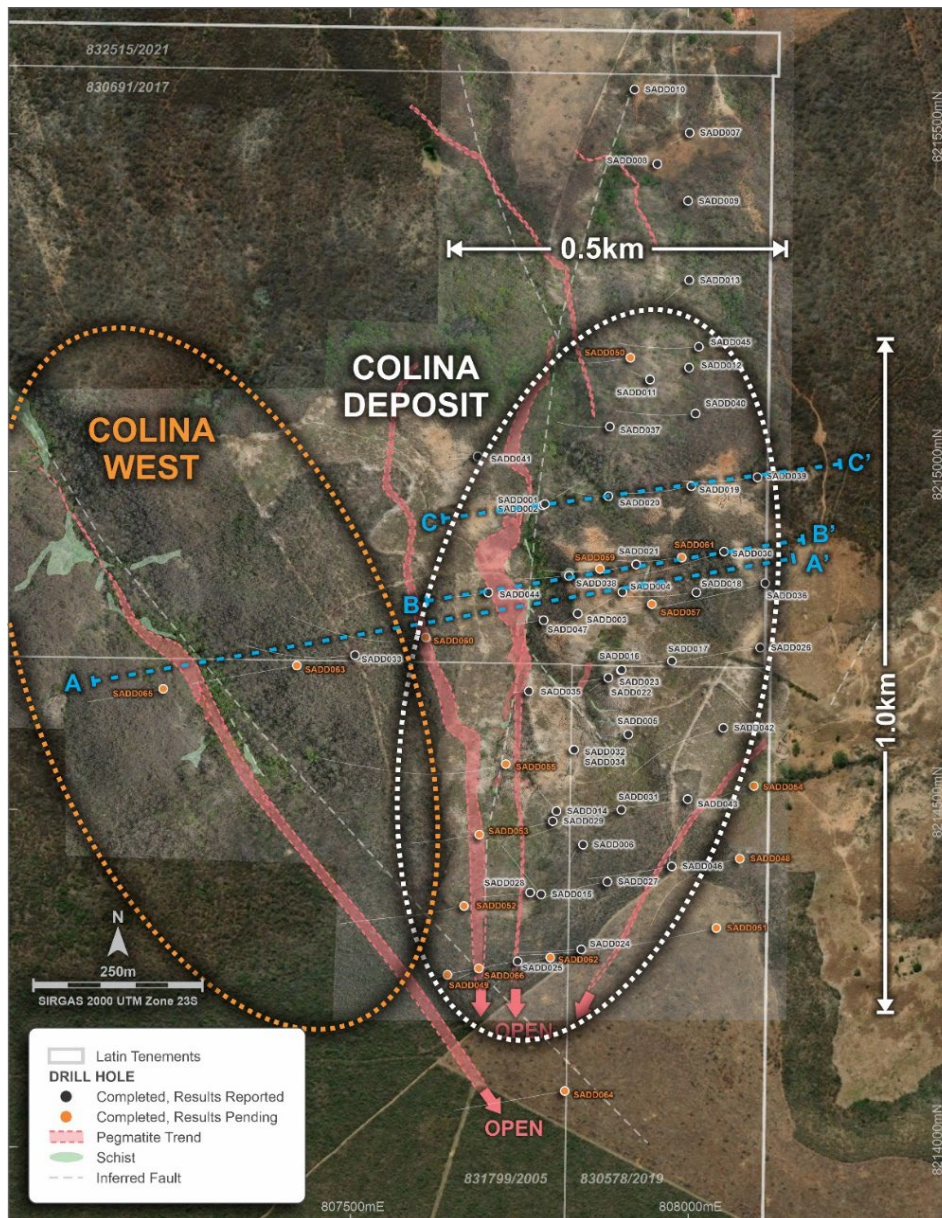 832515/2021
830691/2017
SADD010
SADD007
8215500mN
SADD008
SADD009
0.5km
SADD013
SADD045
SADD050
SADD012
COLINA
DEPOSIT
SADD011
SADD040
COLINA
WEST
SADD037
1.0km
SADD041
C'
8215000mN
SADD039
SADD019
SADD001
SADD002
SADD020
C
B'
SADD061
SADD030
SADD021
SADD059
A'
SADD038
SADD004
SADD018
SADD036
SADD044
B
SADD057
SADD003
SADD047
SADD060
SADD033
SADD026
SADD063
SADD017
SADD016
A
SADD065
SADD023
SADD022
SADD035
SADD005
SADD042
SADD032
SADD034
SADD055
SADD054
SADD043
SADD031
SADD014
SADD029
8214500mN
SADD053
SADD006
SADD048
SADD046
SADD027
SADD028
SADD015
SADD052
SADD051
SADD024
SADD062
SADD025
SADD066
SADD049
N
250m
SIRGAS 2000 UTM Zone 23S
OPEN
SADD064
OPEN
Latin Tenements
DRILL HOLE
Completed, Results Reported
Completed, Results Pending
Pegmatite Trend
Schist
Inferred Fault
831799/2005
830578/2019
8214000mN
807500mE
808000mE